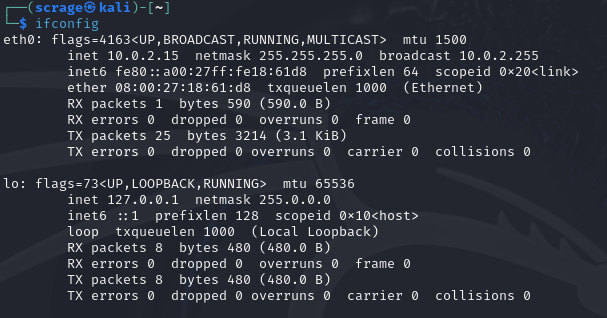 ┌──(scrage㉿kali)-[~]
└─$ ifconfig
eth0: flags=4163<UP,BROADCAST,RUNNING,MULTICAST>  mtu 1500
        inet 10.0.2.15  netmask 255.255.255.0  broadcast 10.0.2.255
        inet6 fe80::a00:27ff:fe18:61d8  prefixlen 64  scopeid 0×20<link>
        ether 08:00:27:18:61:d8  txqueuelen 1000  (Ethernet)
        RX packets 1  bytes 590 (590.0 B)
        RX errors 0  dropped 0  overruns 0  frame 0
        TX packets 25  bytes 3214 (3.1 KiB)
        TX errors 0  dropped 0 overruns 0  carrier 0  collisions 0

lo: flags=73<UP,LOOPBACK,RUNNING>  mtu 65536
        inet 127.0.0.1  netmask 255.0.0.0
        inet6 ::1  prefixlen 128  scopeid 0×10<host>
        loop  txqueuelen 1000  (Local Loopback)
        RX packets 8  bytes 480 (480.0 B)
        RX errors 0  dropped 0  overruns 0  frame 0
        TX packets 8  bytes 480 (480.0 B)
        TX errors 0  dropped 0 overruns 0  carrier 0  collisions 0